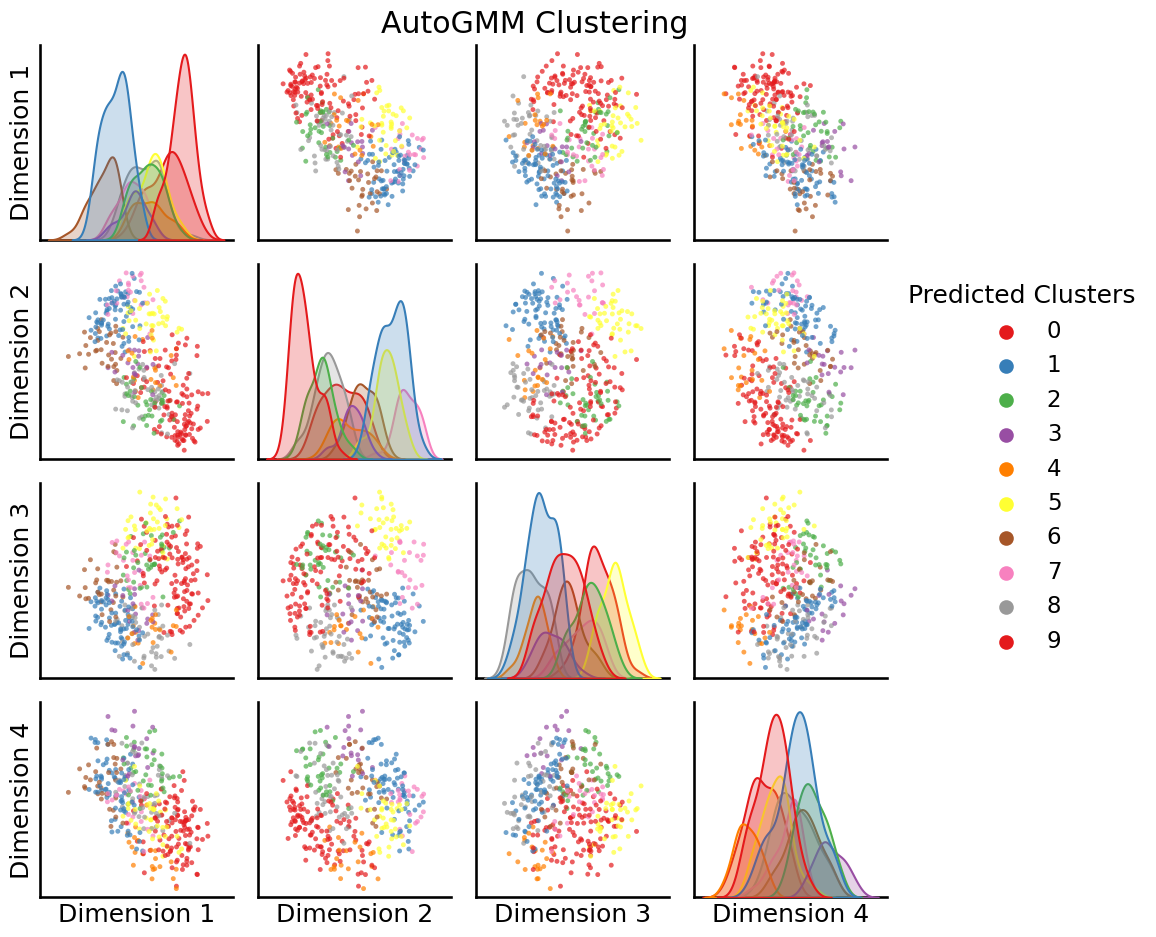 AutoGMM Clustering
Dimension 1
Dimension 2
Dimension 3
Dimension 4
Dimension 1
Dimension 2
Dimension 3
Dimension 4
Predicted Clusters
0
1
2
3
4
5
6
7
8
9